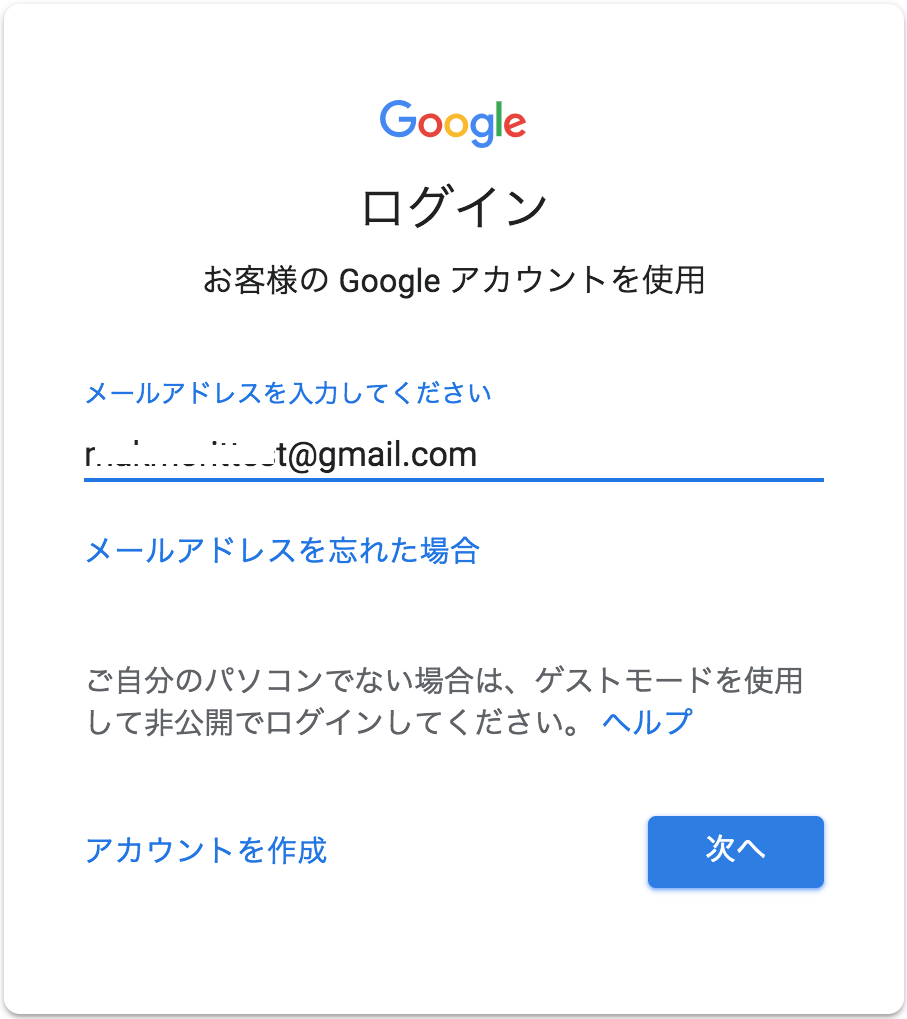 Google
ログイン
お客様の Google アカウントを使用
メールアドレスを入力してください
t@gmail.com
メールアドレスを忘れた場合
ご自分のパソコンでない場合は、ゲストモードを使用
して非公開でログインしてください。 ヘルプ
アカウントを作成
次へ